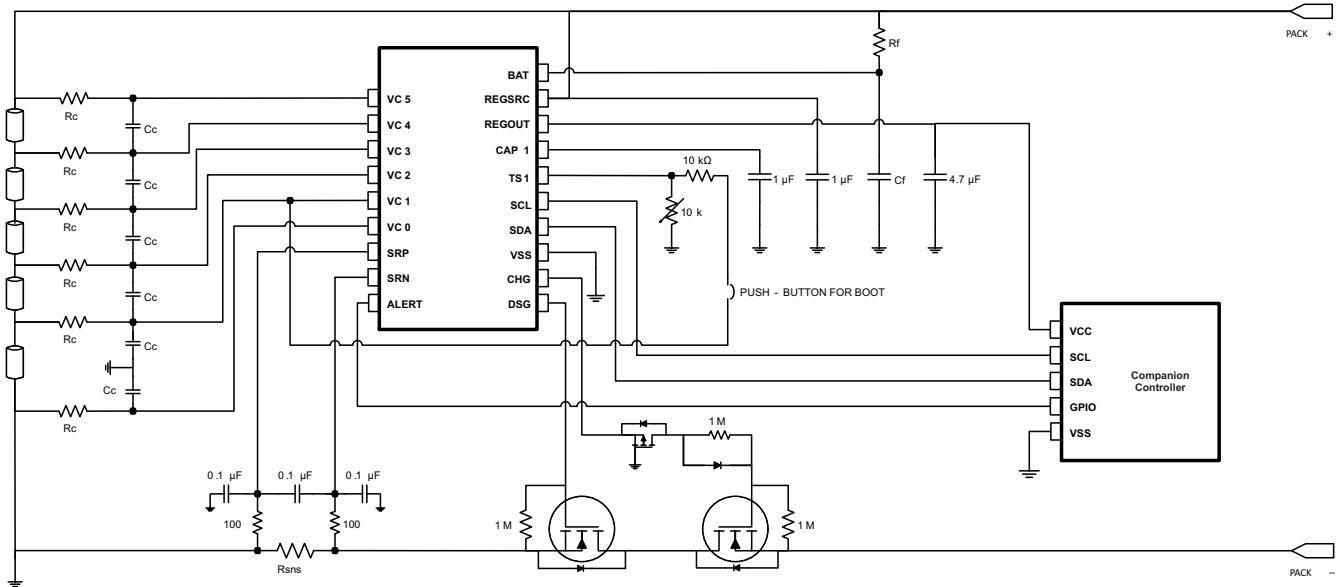 PACK +
Rf
BAT
REGSRC
REGOUT
CAP 1
TS1
SCL
SDA
VSS
CHG
DSG
VC 5
VC 4
VC 3
VC 2
VC 1
VC 0
SRP
SRN
ALERT
Rc
Cc
Rc
Cc
Rc
Cc
Rc
Cc
Rc
Cc
Cc
Rc
10 kΩ
10 k
1 µF
1 µF
Cf
4.7 µF
PUSH - BUTTON FOR BOOT
VCC
SCL
SDA
GPIO
VSS
Companion
Controller
1 M
0.1 µF
0.1 µF
0.1 µF
100
100
Rsns
1 M
1 M
PACK –